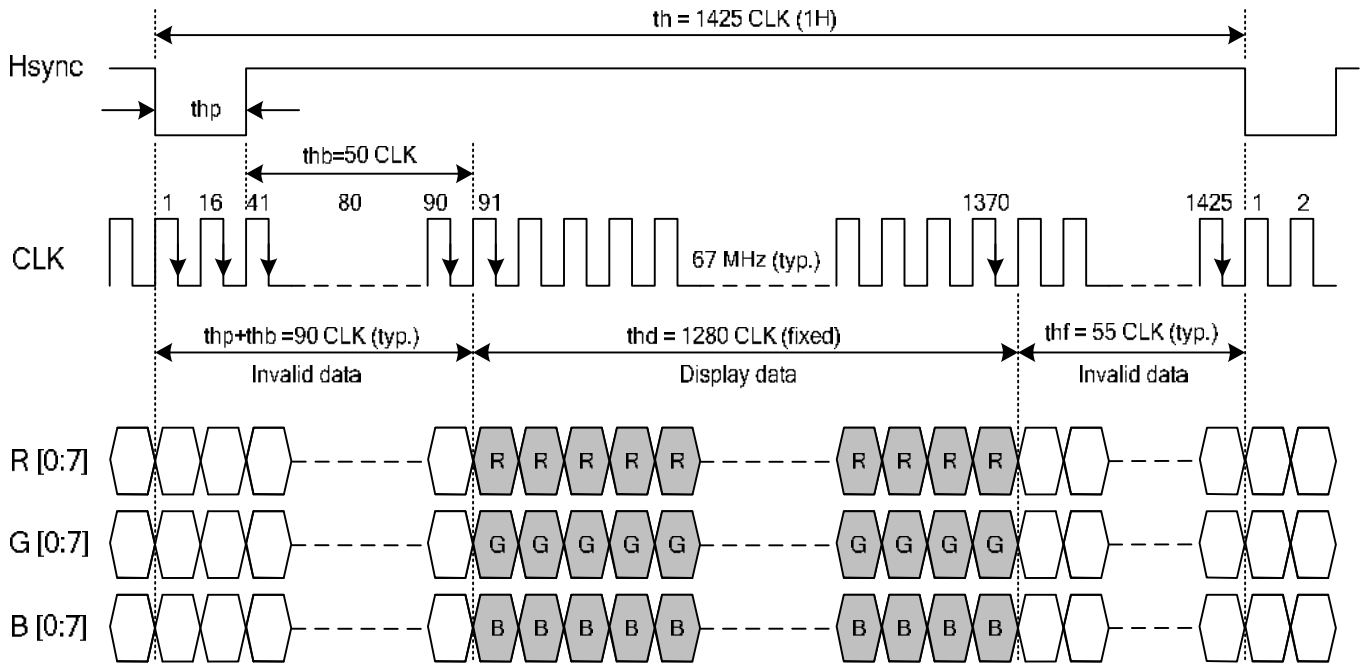 th = 1425 CLK (1H)
Hsync
thp
thb=50 CLK
1 16 41 80 90 91 1370 1425 1 2
CLK
67 MHz (typ.)
thp+thb =90 CLK (typ.)
thd = 1280 CLK (fixed)
thf = 55 CLK (typ.)
Invalid data
Display data
Invalid data
R [0:7]
R R R R R R R R R
G [0:7]
G G G G G G G G G
B [0:7]
B B B B B B B B B